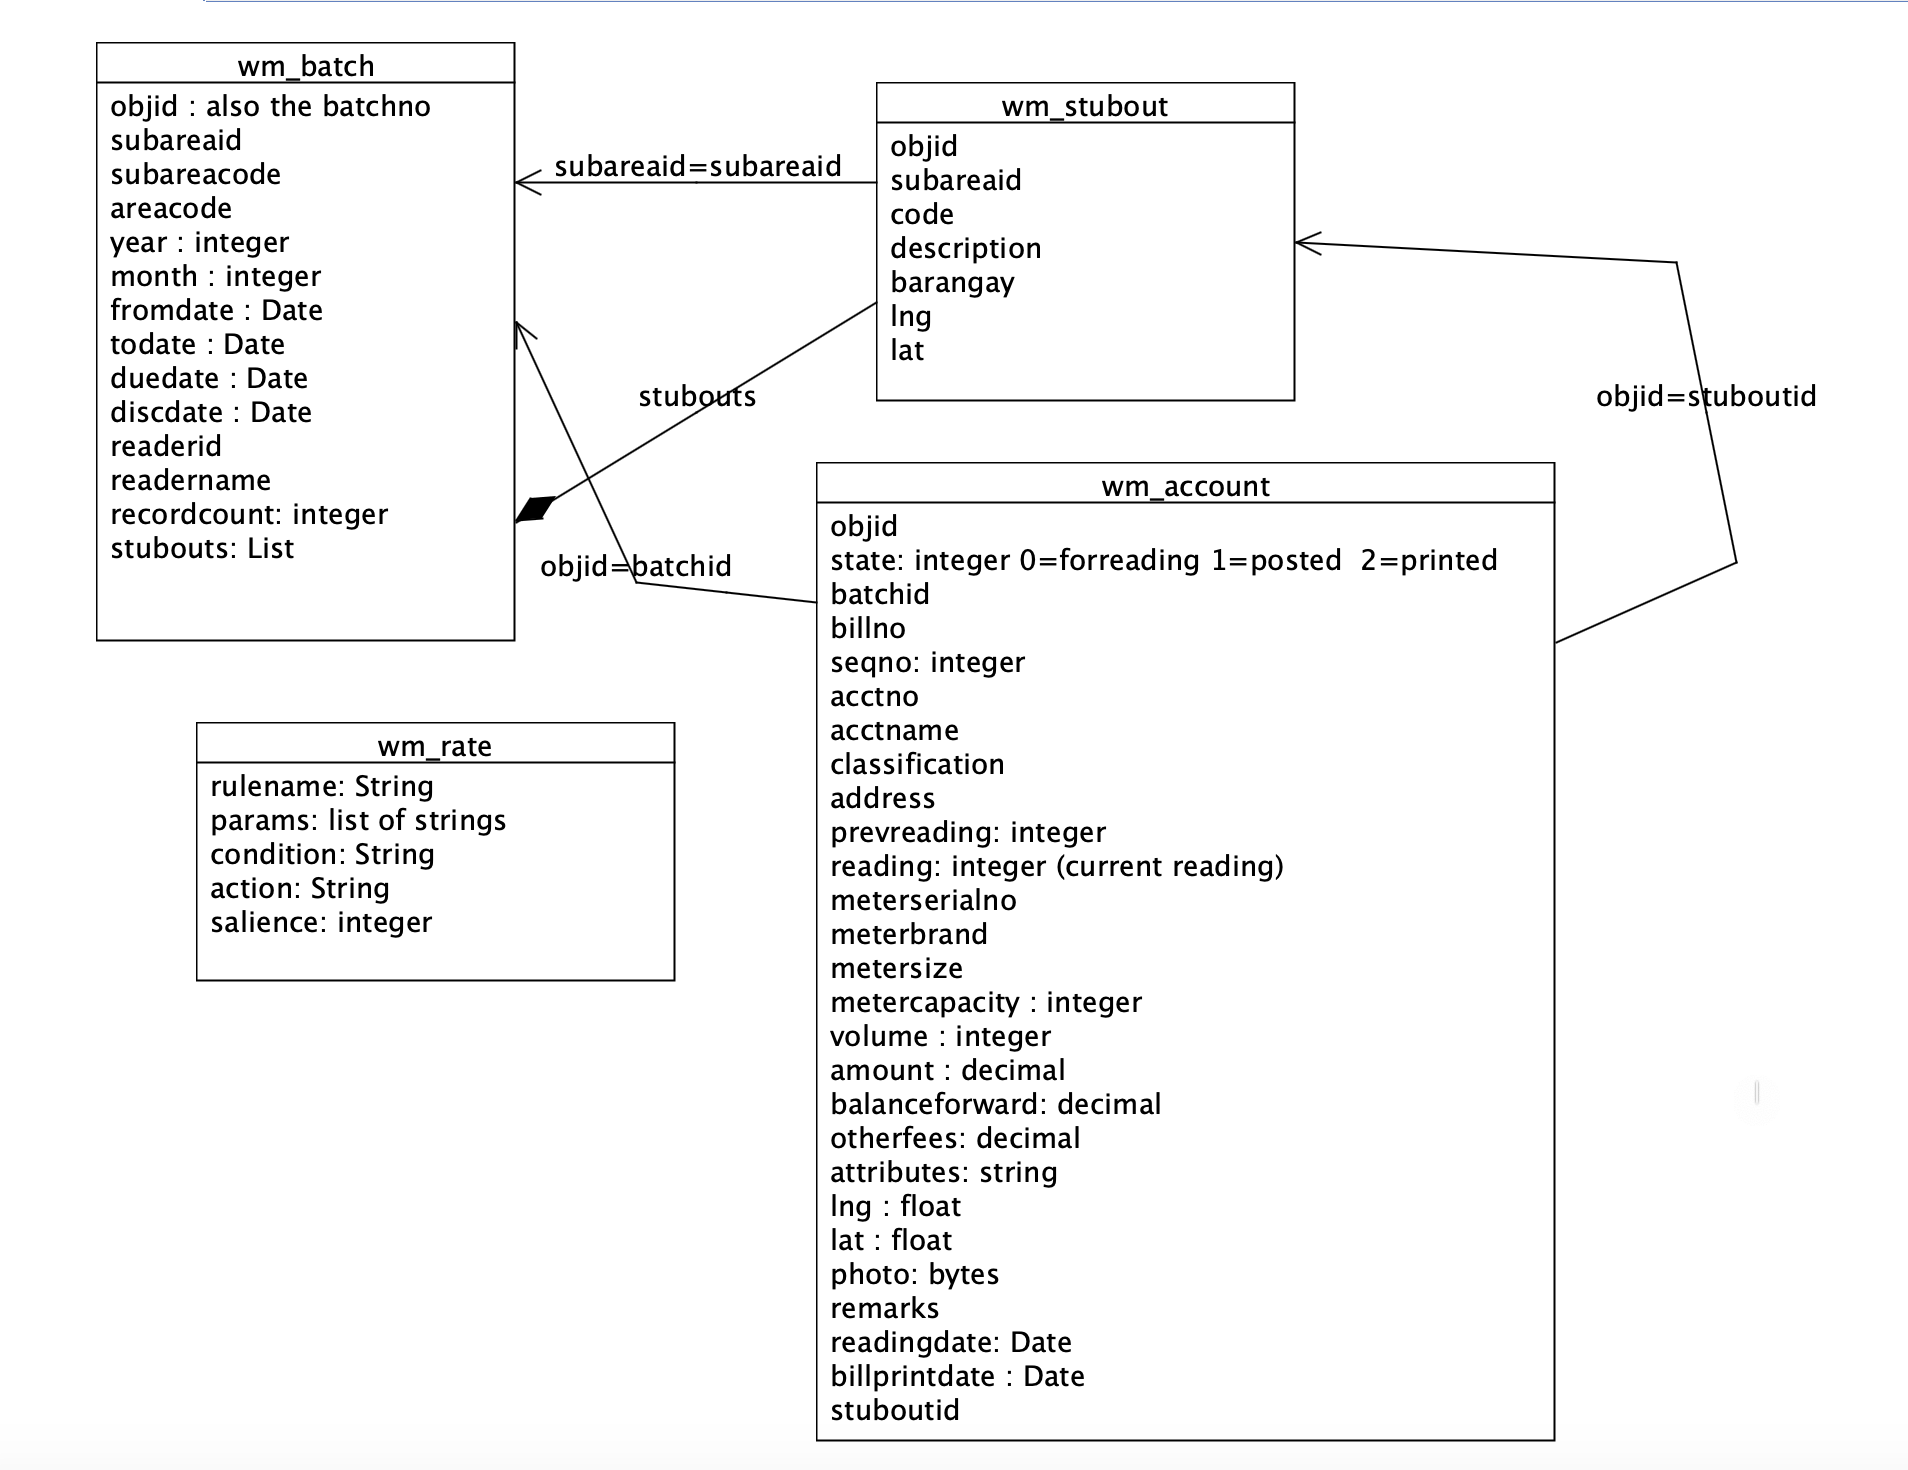 wm_batch
objid : also the batchno
subareaid
subareacode
areacode
year : integer
month : integer
fromdate : Date
todate : Date
duedate : Date
discdate : Date
readerid
readername
recordcount: integer
stubouts: List
subareaid=subareaid
wm_stubout
objid
subareaid
code
description
barangay
lng
lat
stubouts
objid=stuboutid
objid=batchid
wm_account
objid
state: integer 0=forreading 1=posted  2=printed
batchid
billno
seqno: integer
acctno
acctname
classification
address
prevreading: integer
reading: integer (current reading)
meterserialno
meterbrand
metersize
metercapacity : integer
volume : integer
amount : decimal
balanceforward: decimal
otherfees: decimal
attributes: string
lng : float
lat : float
photo: bytes
remarks
readingdate: Date
billprintdate : Date
stuboutid
wm_rate
rulename: String
params: list of strings
condition: String
action: String
salience: integer